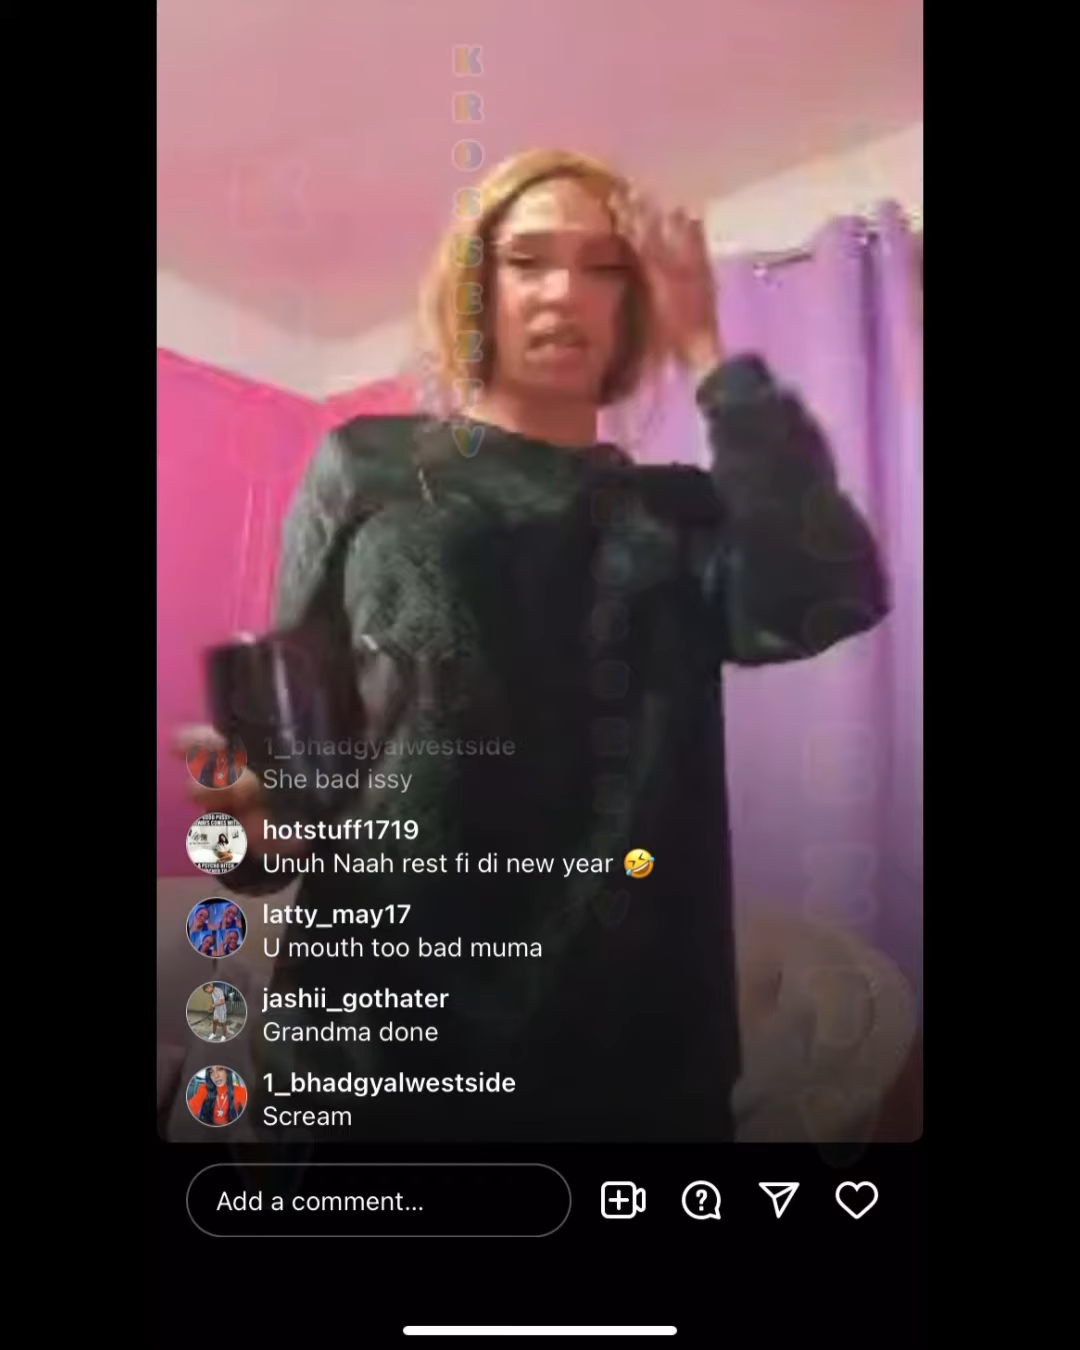 KROSSEZTV
1_bhadgyalwestside
She bad issy
hotstuff1719
Unuh Naah rest fi di new year 🤣
latty_may17
U mouth too bad muma
jashii_gothater
Grandma done
1_bhadgyalwestside
Scream
Add a comment...